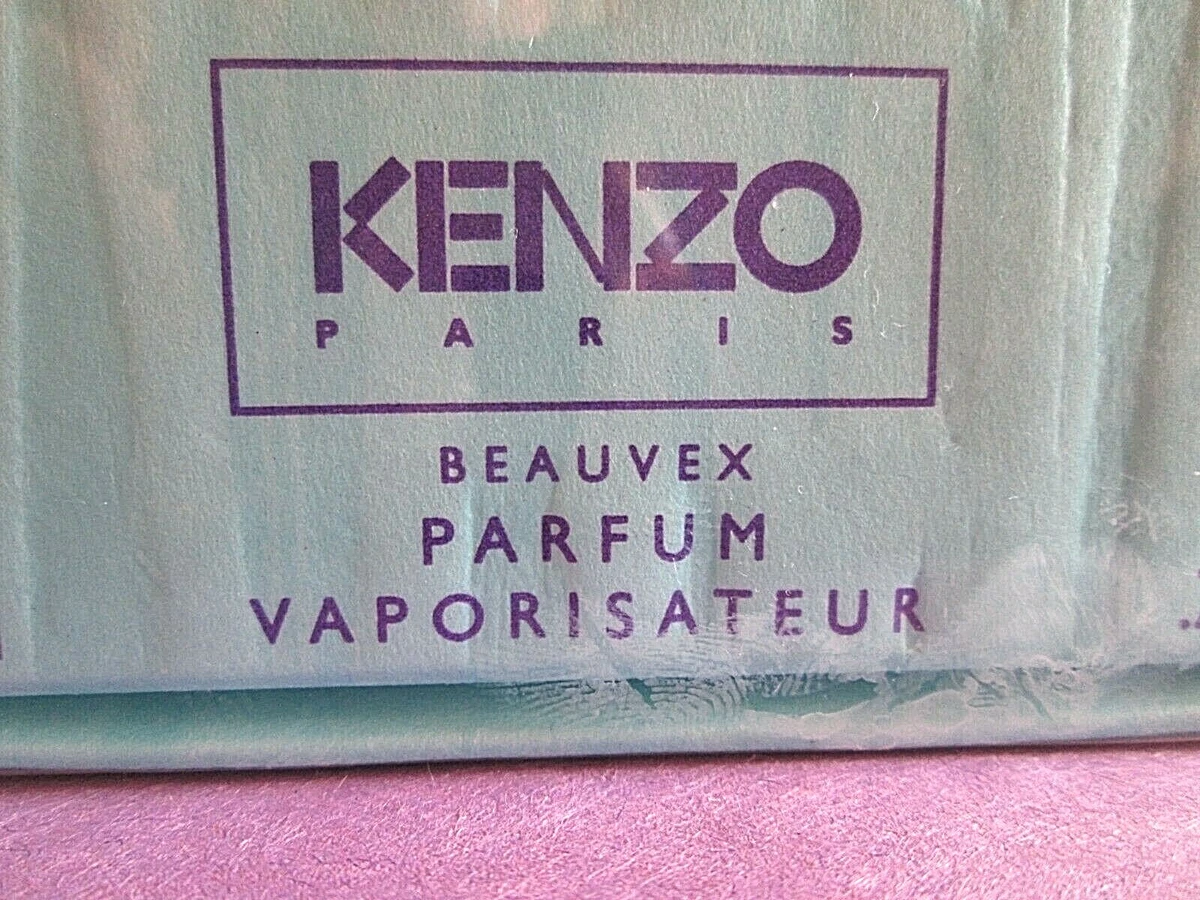 KENZO
PARIS
BEAUVEX
PARFUM
VAPORISATEUR